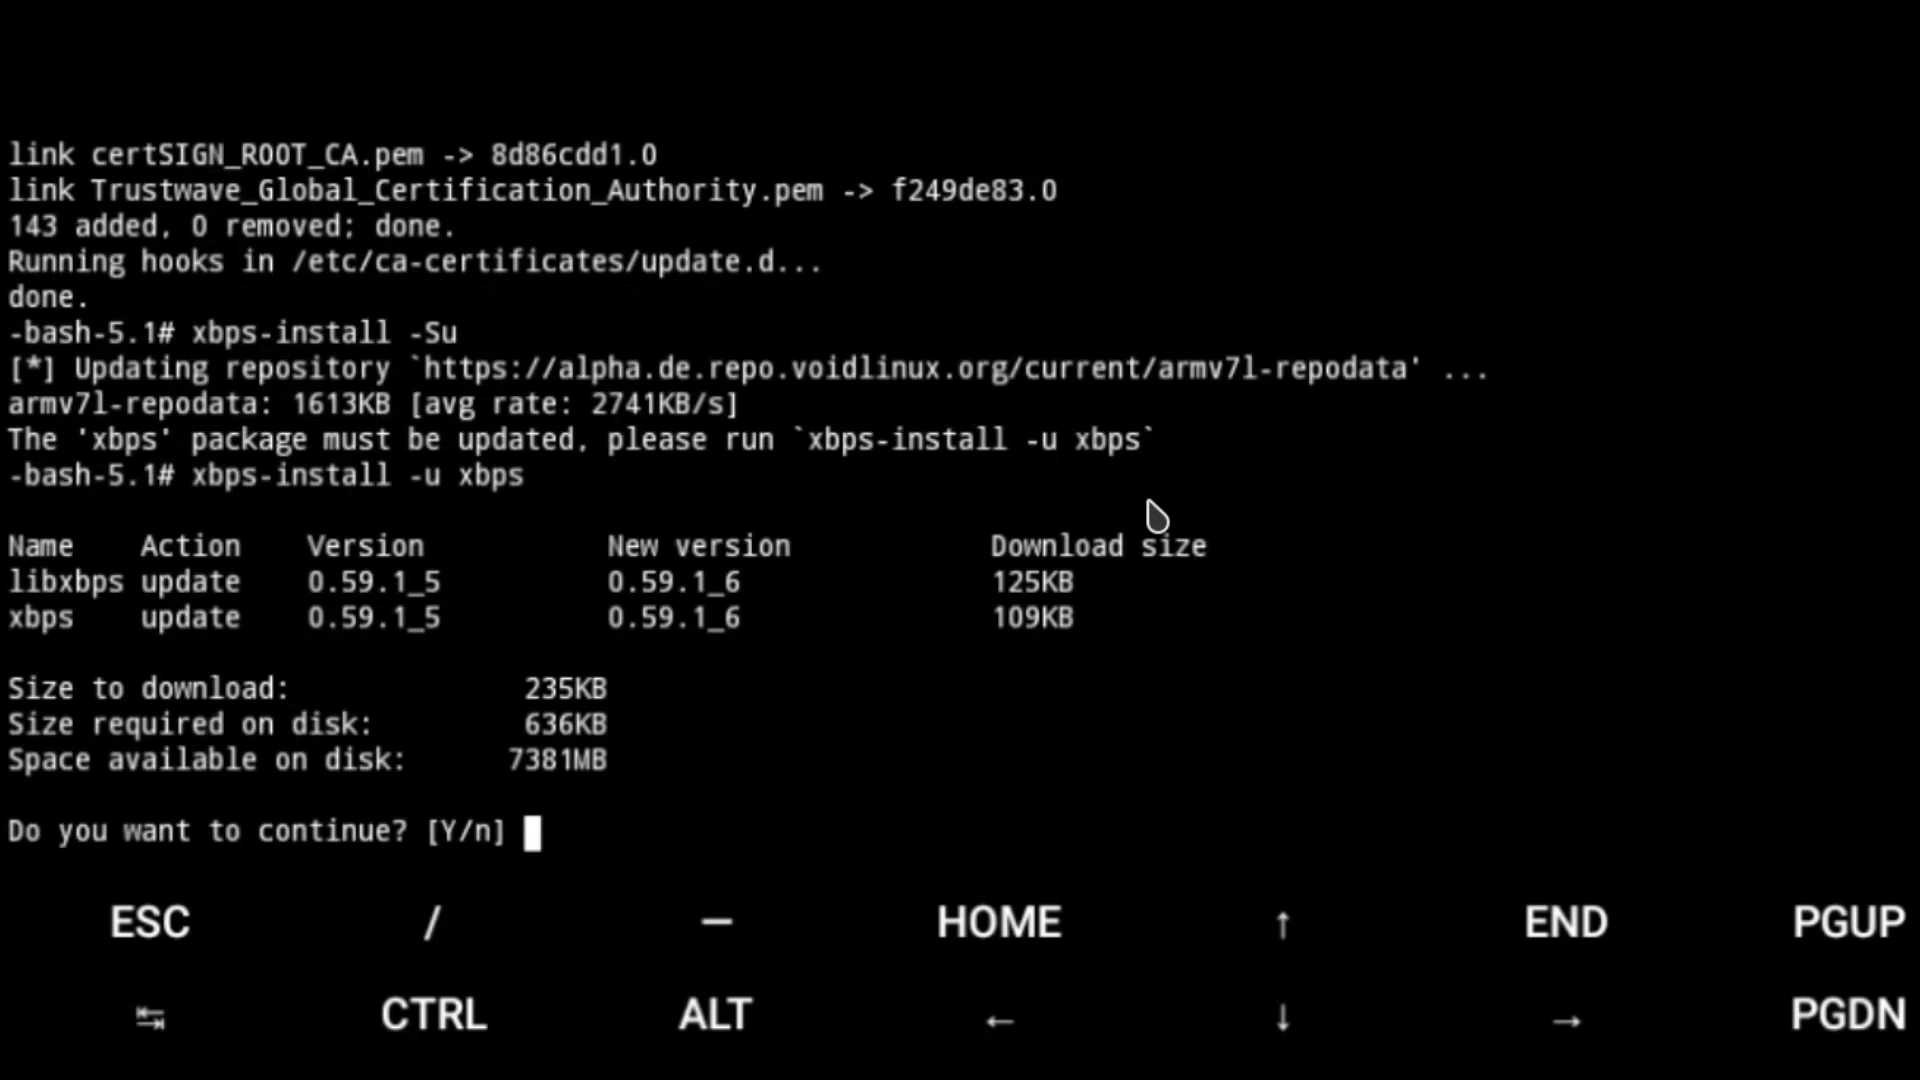 link certSIGN_ROOT_CA.pem -> 8d86cdd1.0
link Trustwave_Global_Certification_Authority.pem -> f249de83.0
143 added, 0 removed; done.
Running hooks in /etc/ca-certificates/update.d...
done.
-bash-5.1# xbps-install -Su
[*] Updating repository `https://alpha.de.repo.voidlinux.org/current/armv7l-repodata' ...
armv7l-repodata: 1613KB [avg rate: 2741KB/s]
The 'xbps' package must be updated, please run `xbps-install -u xbps`
-bash-5.1# xbps-install -u xbps
Name    Action    Version           New version            Download size
libxbps update    0.59.1_5          0.59.1_6               125KB
xbps    update    0.59.1_5          0.59.1_6               109KB
Size to download:              235KB
Size required on disk:         636KB
Space available on disk:      7381MB
Do you want to continue? [Y/n]
ESC / — HOME ↑ END PGUP
↹ CTRL ALT ← ↓ → PGDN